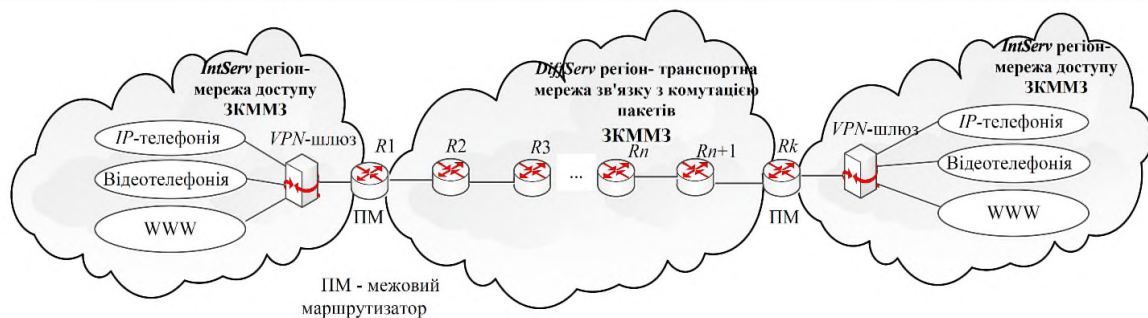 IntServ регіон-
мережа доступу
ЗКММЗ
IP-телефонія
Відеотелефонія
WWW
VPN-шлюз
R1
ПМ
DiffServ регіон- транспортна
мережа зв'язку з комутацією
пакетів
ЗКММЗ
R2
R3
...
Rn
Rn+1
Rk
ПМ
IntServ регіон-
мережа доступу
ЗКММЗ
VPN-шлюз
IP-телефонія
Відеотелефонія
WWW
ПМ - межовий
маршрутизатор